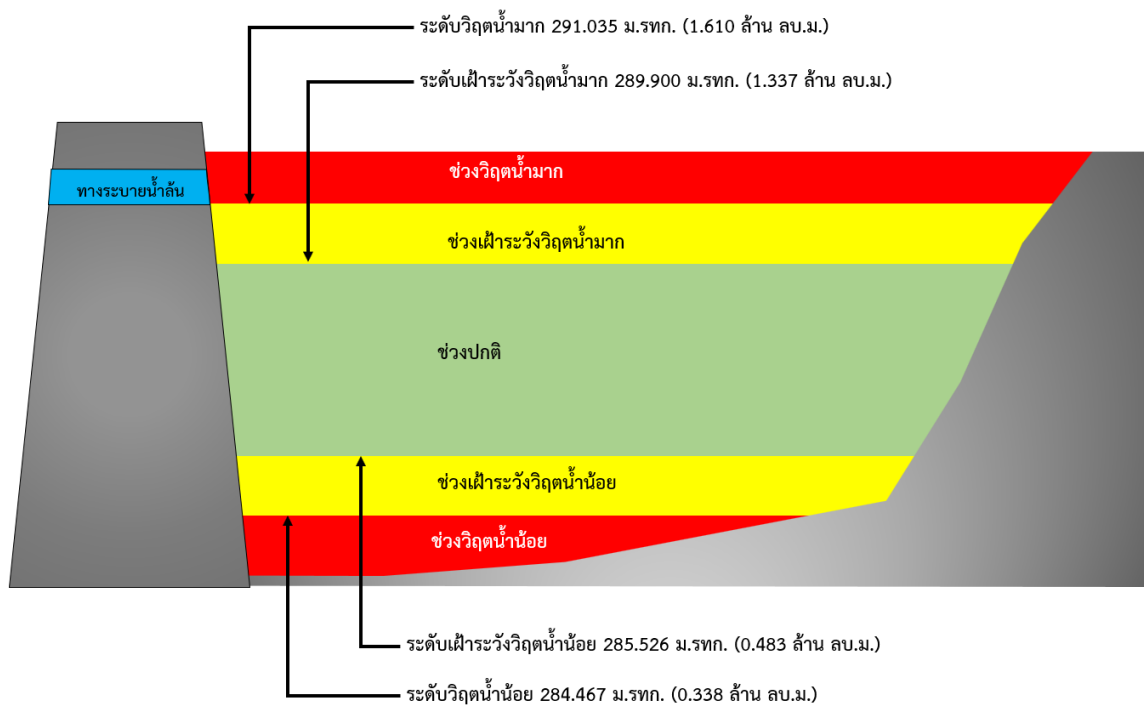 ระดับวิฤตน้ำมาก 291.035 ม.รทก. (1.610 ล้าน ลบ.ม.)
ระดับเฝ้าระวังวิฤตน้ำมาก 289.900 ม.รทก. (1.337 ล้าน ลบ.ม.)
ช่วงวิฤตน้ำมาก
ทางระบายน้ำล้น
ช่วงเฝ้าระวังวิฤตน้ำมาก
ช่วงปกติ
ช่วงเฝ้าระวังวิฤตน้ำน้อย
ช่วงวิฤตน้ำน้อย
ระดับเฝ้าระวังวิฤตน้ำน้อย 285.526 ม.รทก. (0.483 ล้าน ลบ.ม.)
ระดับวิฤตน้ำน้อย 284.467 ม.รทก. (0.338 ล้าน ลบ.ม.)